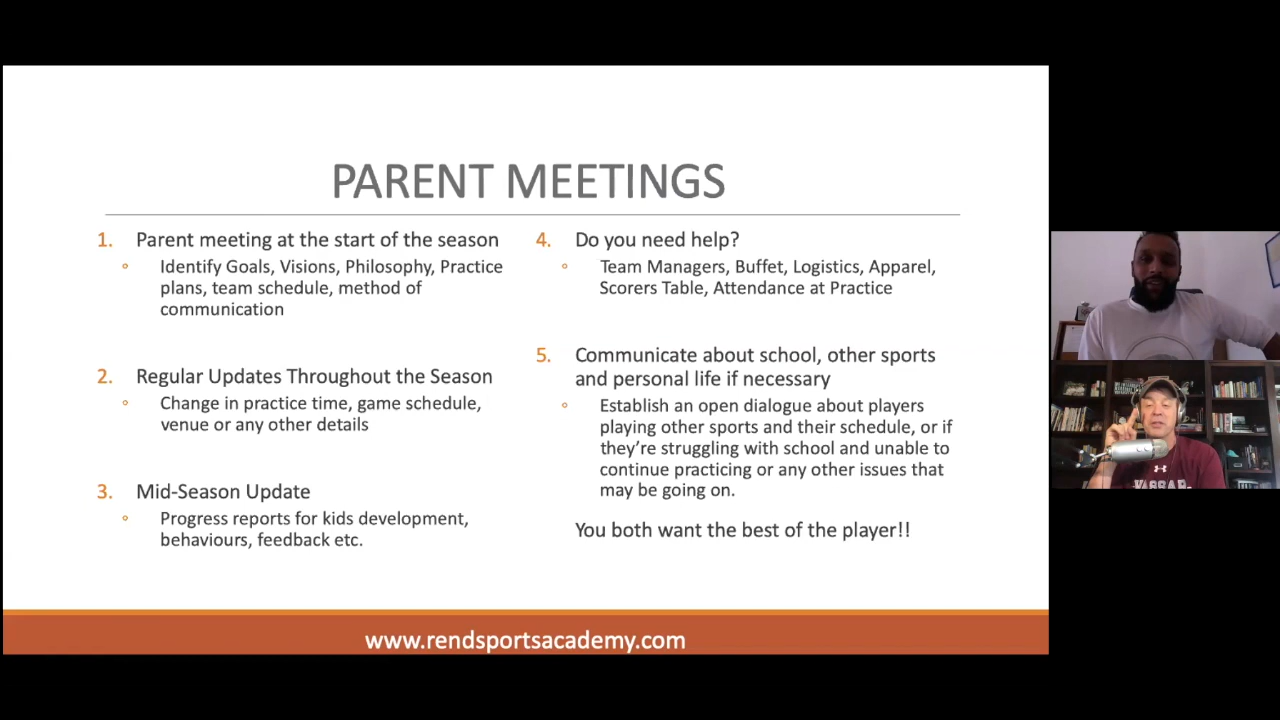 PARENT MEETINGS
1. Parent meeting at the start of the season
Identify Goals, Visions, Philosophy, Practice
plans, team schedule, method of
communication
2. Regular Updates Throughout the Season
Change in practice time, game schedule,
venue or any other details
3. Mid-Season Update
Progress reports for kids development,
behaviours, feedback etc.
4. Do you need help?
Team Managers, Buffet, Logistics, Apparel,
Scorers Table, Attendance at Practice
5. Communicate about school, other sports
and personal life if necessary
Establish an open dialogue about players
playing other sports and their schedule, or if
they're struggling with school and unable to
continue practicing or any other issues that
may be going on.
You both want the best of the player!!
www.rendsportsacademy.com
VASSAR